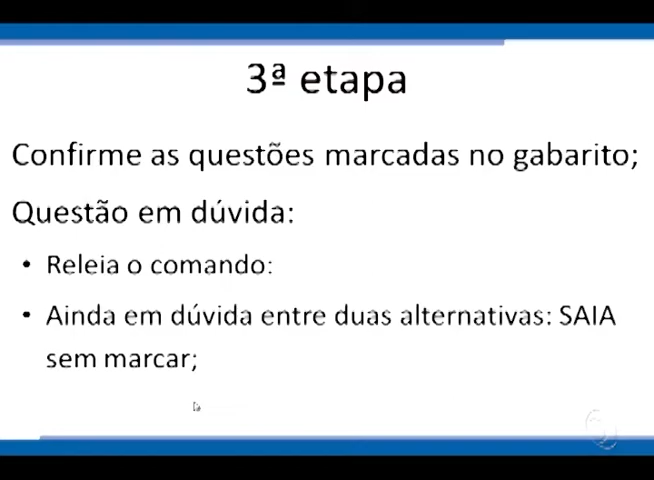 3ª etapa
Confirme as questões marcadas no gabarito;
Questão em dúvida:
• Releia o comando:
• Ainda em dúvida entre duas alternativas: SAIA
sem marcar;